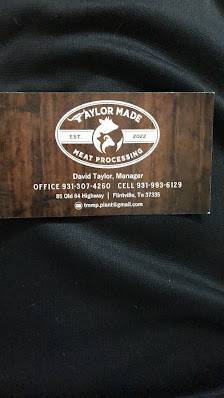 TAYLOR MADE
EST. 2022
MEAT PROCESSING
David Taylor, Manager
OFFICE 931-307-4260 CELL 931-993-6129
85 Old 64 Highway | Flintville, Tn 37335
tmmp.plant@gmail.com